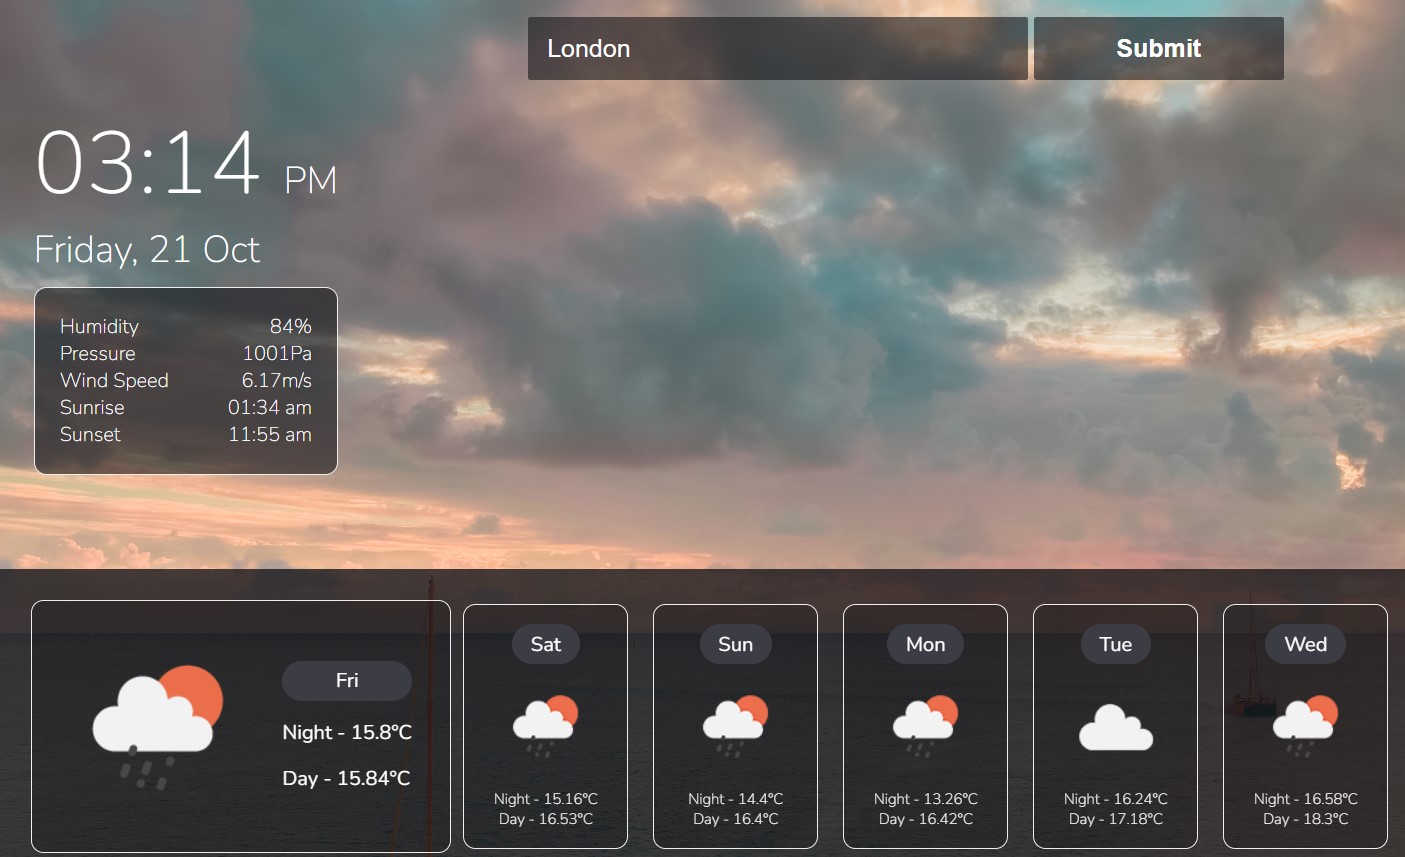 London
Submit
03:14 PM
Friday, 21 Oct
Humidity 84%
Pressure 1001Pa
Wind Speed 6.17m/s
Sunrise 01:34 am
Sunset 11:55 am
Fri
Night - 15.8°C
Day - 15.84°C
Sat
Night - 15.16°C
Day - 16.53°C
Sun
Night - 14.4°C
Day - 16.4°C
Mon
Night - 13.26°C
Day - 16.42°C
Tue
Night - 16.24°C
Day - 17.18°C
Wed
Night - 16.58°C
Day - 18.3°C